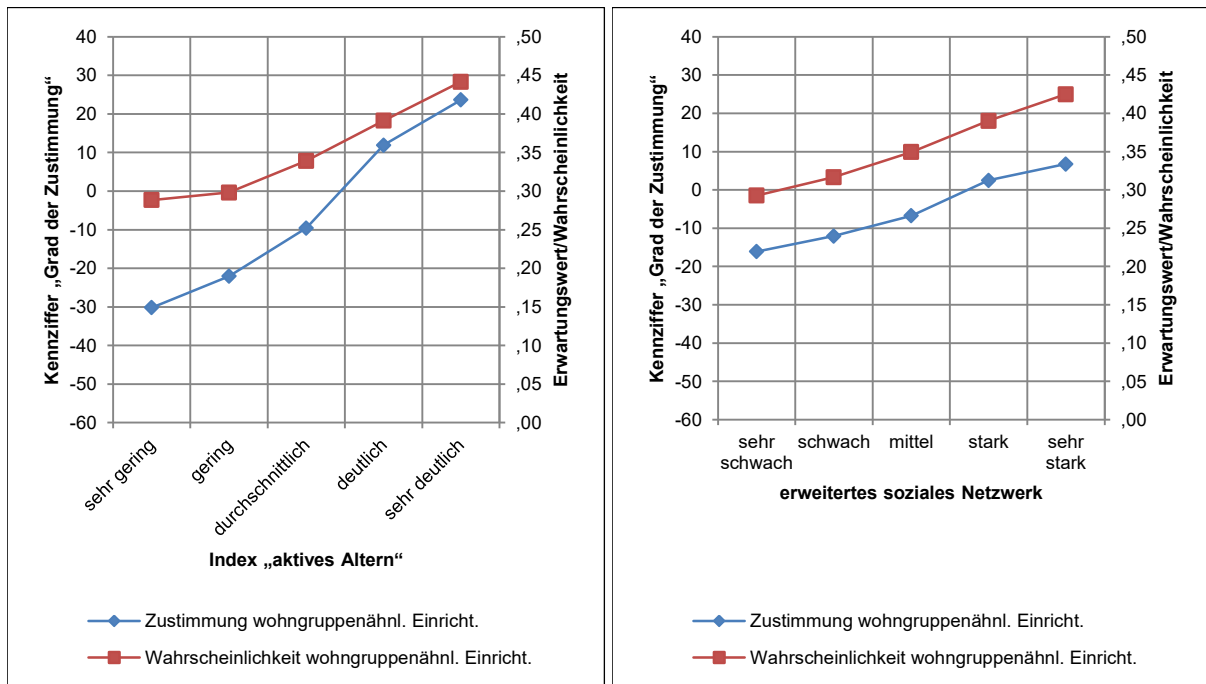 Kennziffer „Grad der Zustimmung“
40
30
20
10
0
-10
-20
-30
-40
-50
-60
,50
,45
,40
,35
,30
,25
,20
,15
,10
,05
,00
Erwartungswert/Wahrscheinlichkeit
sehr gering
gering
durchschnittlich
deutlich
sehr deutlich
Index „aktives Altern“
Zustimmung wohngruppenähnl. Einricht.
Wahrscheinlichkeit wohngruppenähnl. Einricht.
Kennziffer „Grad der Zustimmung“
40
30
20
10
0
-10
-20
-30
-40
-50
-60
,50
,45
,40
,35
,30
,25
,20
,15
,10
,05
,00
Erwartungswert/Wahrscheinlichkeit
sehr
schwach
schwach
mittel
stark
sehr
stark
erweitertes soziales Netzwerk
Zustimmung wohngruppenähnl. Einricht.
Wahrscheinlichkeit wohngruppenähnl. Einricht.